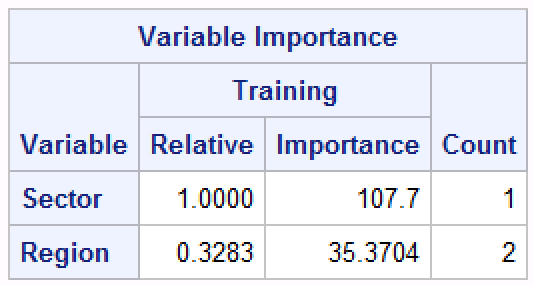 Variable Importance
Training
Variable Relative Importance Count
Sector 1.0000 107.7 1
Region 0.3283 35.3704 2